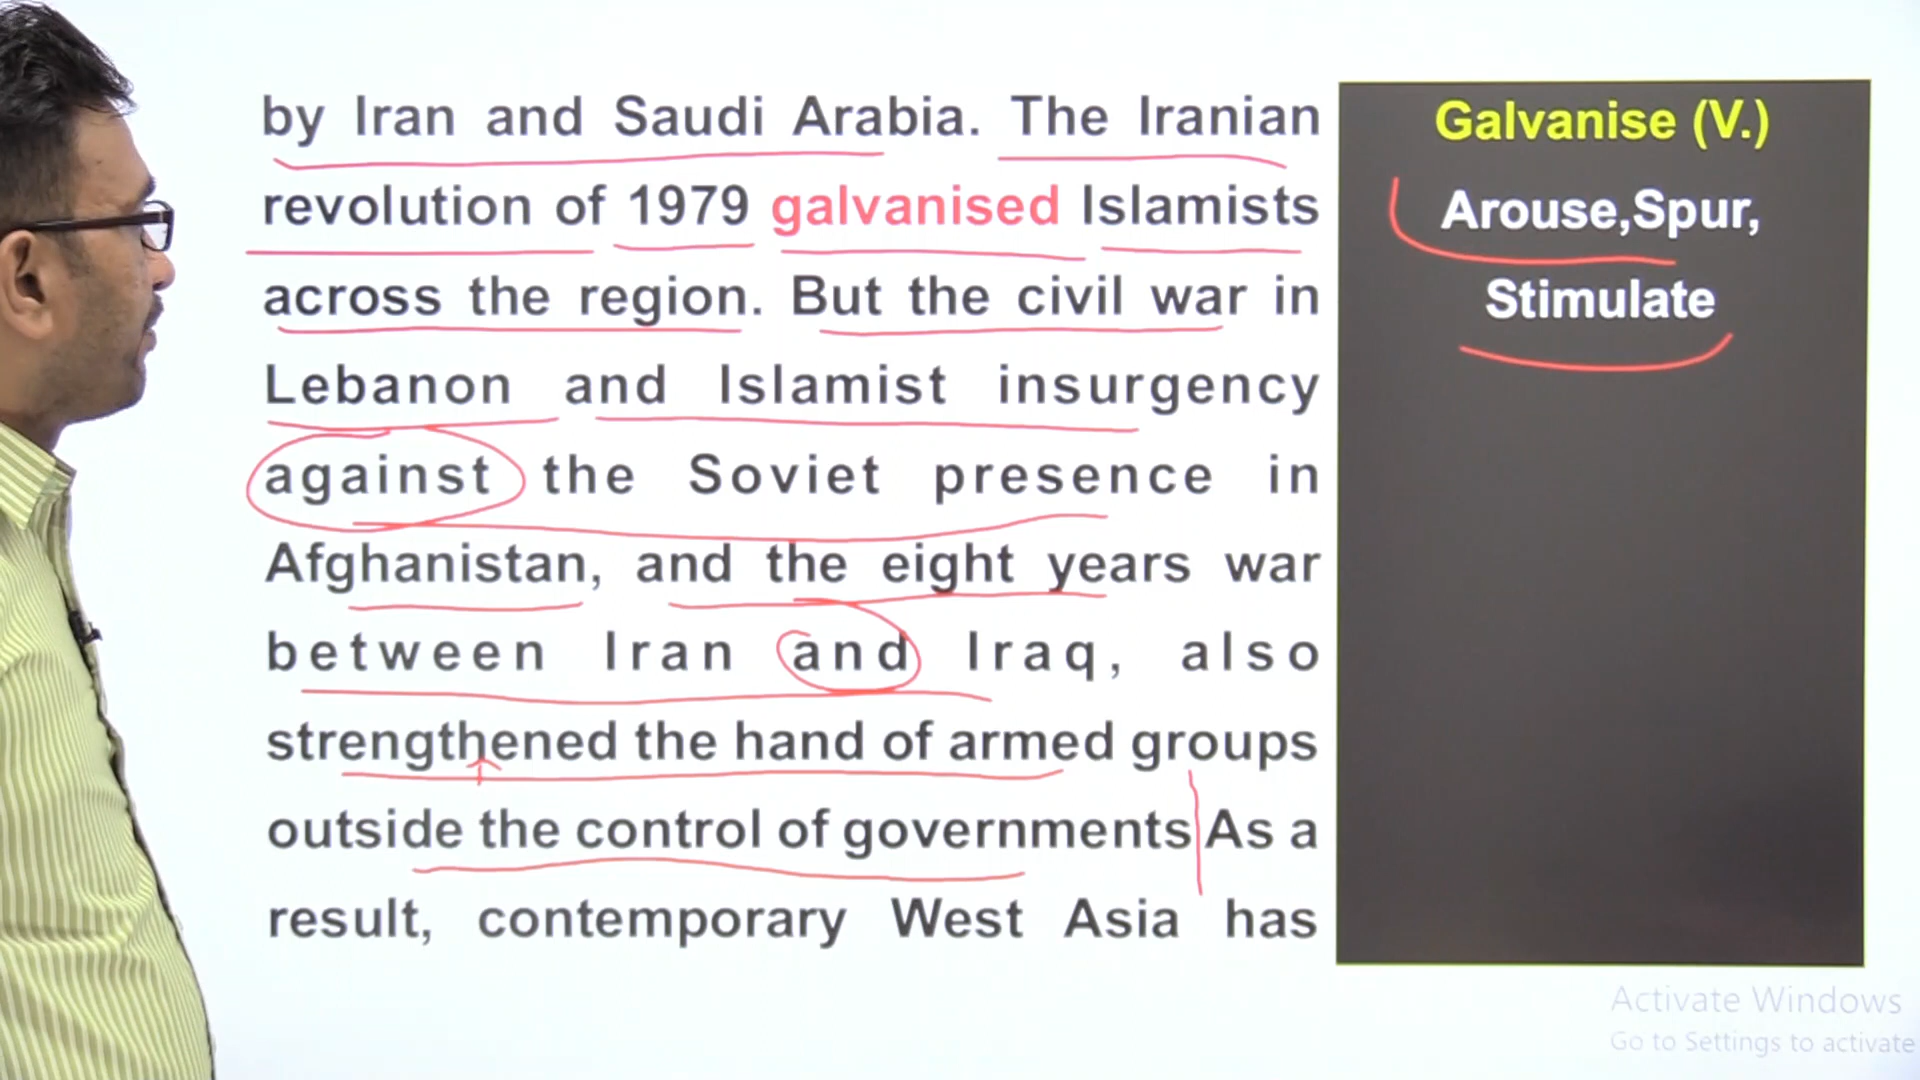 by Iran and Saudi Arabia. The Iranian
revolution of 1979 galvanised Islamists
across the region. But the civil war in
Lebanon and Islamist insurgency
against the Soviet presence in
Afghanistan, and the eight years war
between Iran and Iraq, also
strengthened the hand of armed groups
outside the control of governments As a
result, contemporary West Asia has
Galvanise (V.)
Arouse,Spur,
Stimulate
Activate Windows
Go to Settings to activate